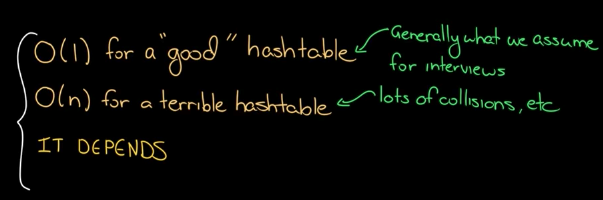 O(1) for a "good" hashtable
Generally what we assume
for interviews
O(n) for a terrible hashtable
lots of collisions, etc
IT DEPENDS